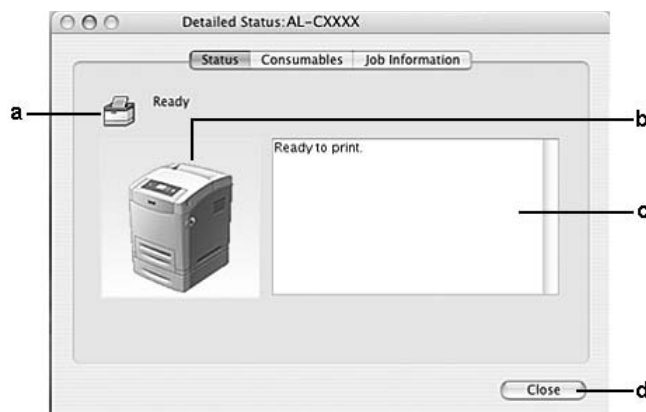 Detailed Status:AL-CXXXX
Status Consumables Job Information
a
Ready
b
Ready to print.
c
Close
d